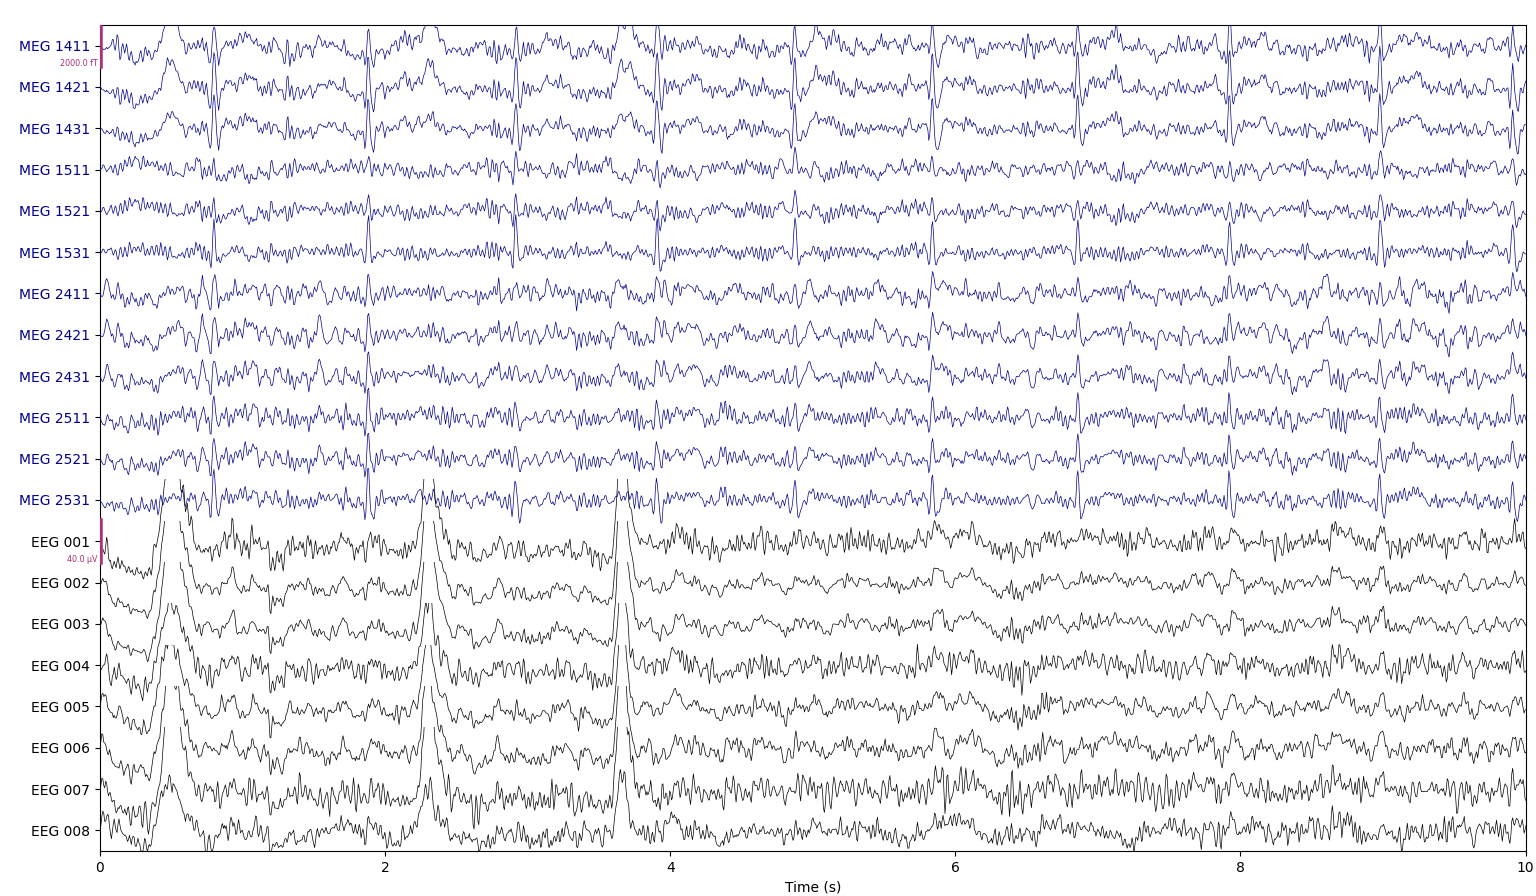 MEG 1411
2000.0 fT
MEG 1421
MEG 1431
MEG 1511
MEG 1521
MEG 1531
MEG 2411
MEG 2421
MEG 2431
MEG 2511
MEG 2521
MEG 2531
EEG 001
40.0 µV
EEG 002
EEG 003
EEG 004
EEG 005
EEG 006
EEG 007
EEG 008
0 2 4 6 8 10
Time (s)